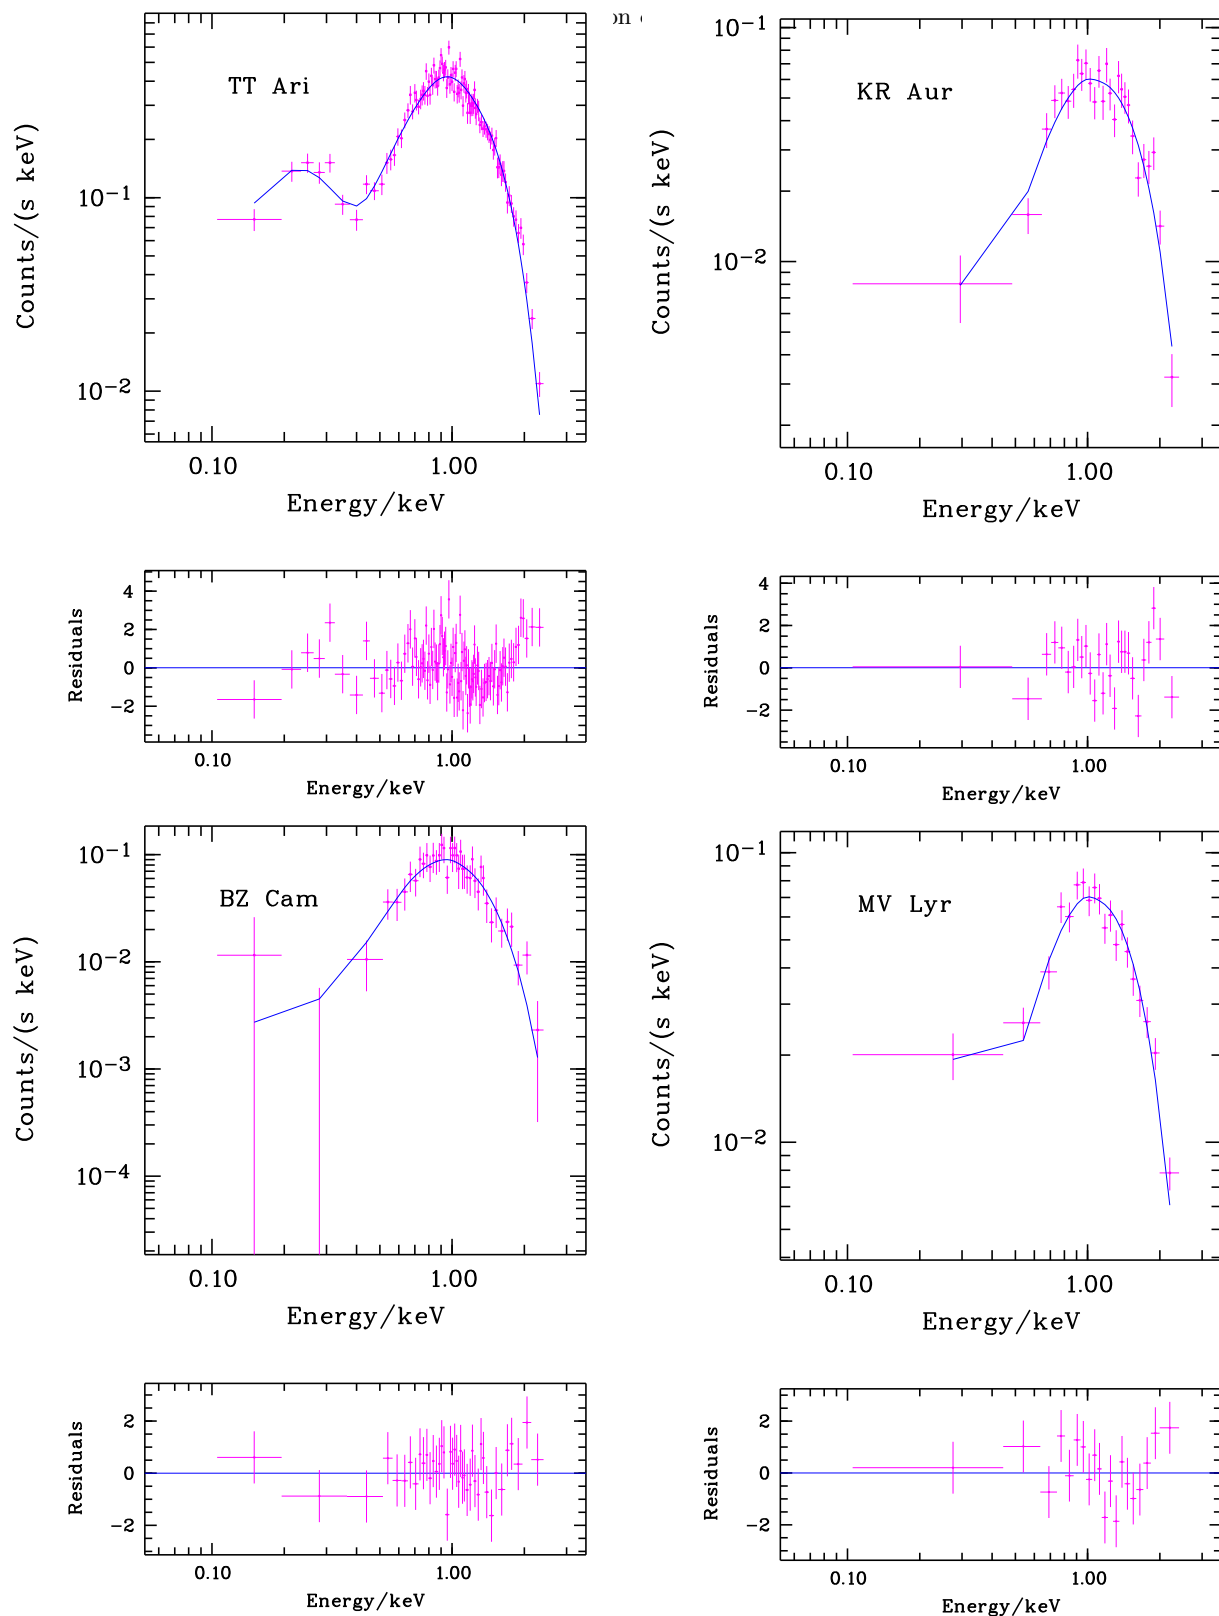 TT Ari
Counts/(s keV)
10−1
10−2
0.10 1.00
Energy/keV
KR Aur
Counts/(s keV)
10−1
10−2
0.10 1.00
Energy/keV
Residuals
4
2
0
−2
0.10 1.00
Energy/keV
Residuals
4
2
0
−2
0.10 1.00
Energy/keV
BZ Cam
Counts/(s keV)
10−1
10−2
10−3
10−4
0.10 1.00
Energy/keV
MV Lyr
Counts/(s keV)
10−1
10−2
0.10 1.00
Energy/keV
Residuals
2
0
−2
0.10 1.00
Energy/keV
Residuals
2
0
−2
0.10 1.00
Energy/keV